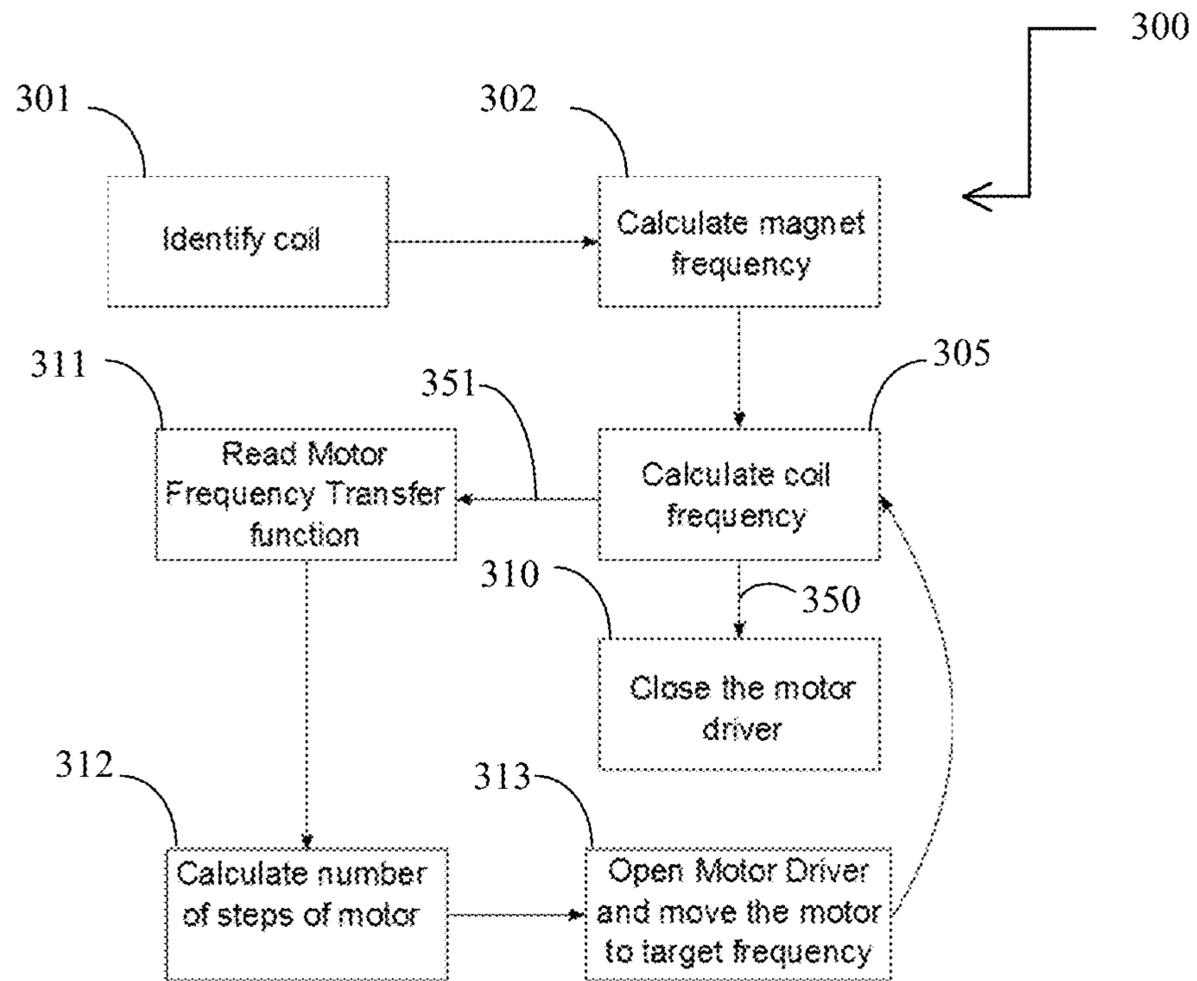 300
301
302
Identify coil
Calculate magnet
frequency
311
351
305
Read Motor
Frequency Transfer
function
Calculate coil
frequency
310
350
Close the motor
driver
312
313
Calculate number
of steps of motor
Open Motor Driver
and move the motor
to target frequency